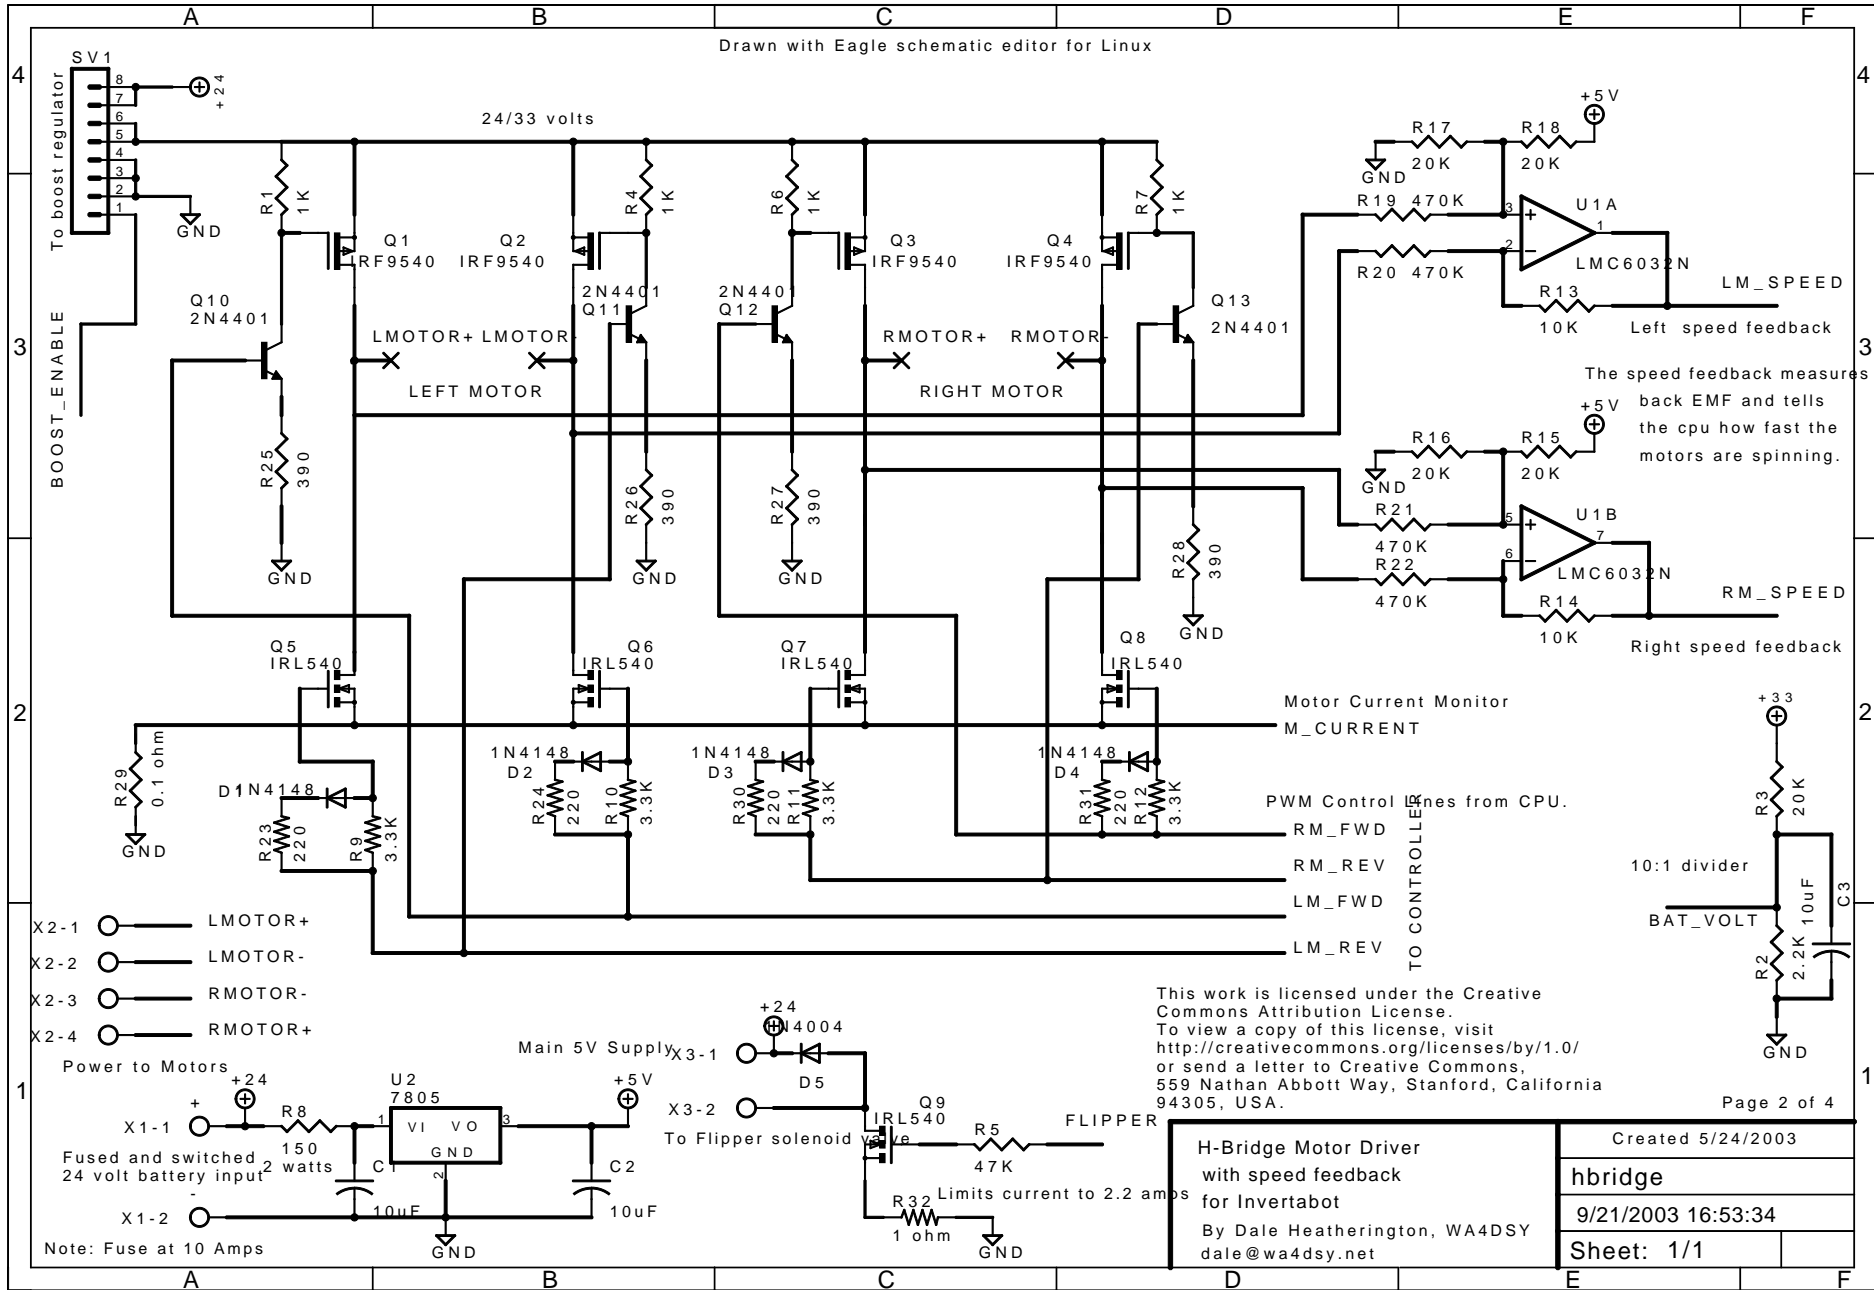 A B C D E F
Drawn with Eagle schematic editor for Linux
4 4
SV1
To boost regulator
8
7
6
5
4
3
2
1
+24
GND
BOOST_ENABLE
24/33 volts
R1 1K
R4 1K
R6 1K
R7 1K
Q1
IRF9540
Q2
IRF9540
Q3
IRF9540
Q4
IRF9540
Q10
2N4401
2N4401
Q11
2N440
Q12
Q13
2N4401
LMOTOR+ LMOTOR-
LEFT MOTOR
RMOTOR+ RMOTOR-
RIGHT MOTOR
R25 390
GND
R26 390
GND
R27 390
GND
R28 390
GND
+5V
R17 R18
20K 20K
GND
R19 470K
R20 470K
3 +
2 −
1
U1A
LMC6032N
R13
10K
LM_SPEED
Left speed feedback
3 3
The speed feedback measures
back EMF and tells
the cpu how fast the
motors are spinning.
+5V
R16 R15
20K 20K
GND
R21
470K
R22
470K
5 +
6 −
7
U1B
LMC6032N
R14
10K
RM_SPEED
Right speed feedback
Q5
IRL540
Q6
IRL540
Q7
IRL540
Q8
IRL540
2 2
Motor Current Monitor
M_CURRENT
R29 0.1 ohm
GND
D1 1N4148
R23 220
R9 3.3K
1N4148
D2
R24 220
R10 3.3K
1N4148
D3
R30 220
R11 3.3K
1N4148
D4
R31 220
R12 3.3K
PWM Control Lines from CPU.
RM_FWD
RM_REV
LM_FWD
LM_REV
TO CONTROLLER
+33
R3 20K
10:1 divider
BAT_VOLT
R2 2.2K
10uF C3
GND
X2-1 LMOTOR+
X2-2 LMOTOR-
X2-3 RMOTOR-
X2-4 RMOTOR+
Power to Motors
1 1
+24
+
X1-1
R8
150
2 watts
Fused and switched
24 volt battery input
-
X1-2
Note: Fuse at 10 Amps
U2
7805
1 VI VO 3
GND
2
C1
10uF
C2
10uF
GND
Main 5V Supply
+5V
X3-1
+24
1N4004
D5
X3-2
To Flipper solenoid valve
Q9
IRL540
R5
47K
FLIPPER
Limits current to 2.2 amps
R32
1 ohm
GND
This work is licensed under the Creative
Commons Attribution License.
To view a copy of this license, visit
http://creativecommons.org/licenses/by/1.0/
or send a letter to Creative Commons,
559 Nathan Abbott Way, Stanford, California
94305, USA.
Page 2 of 4
H-Bridge Motor Driver
with speed feedback
for Invertabot
By Dale Heatherington, WA4DSY
dale@wa4dsy.net
Created 5/24/2003
hbridge
9/21/2003 16:53:34
Sheet: 1/1
A B C D E F